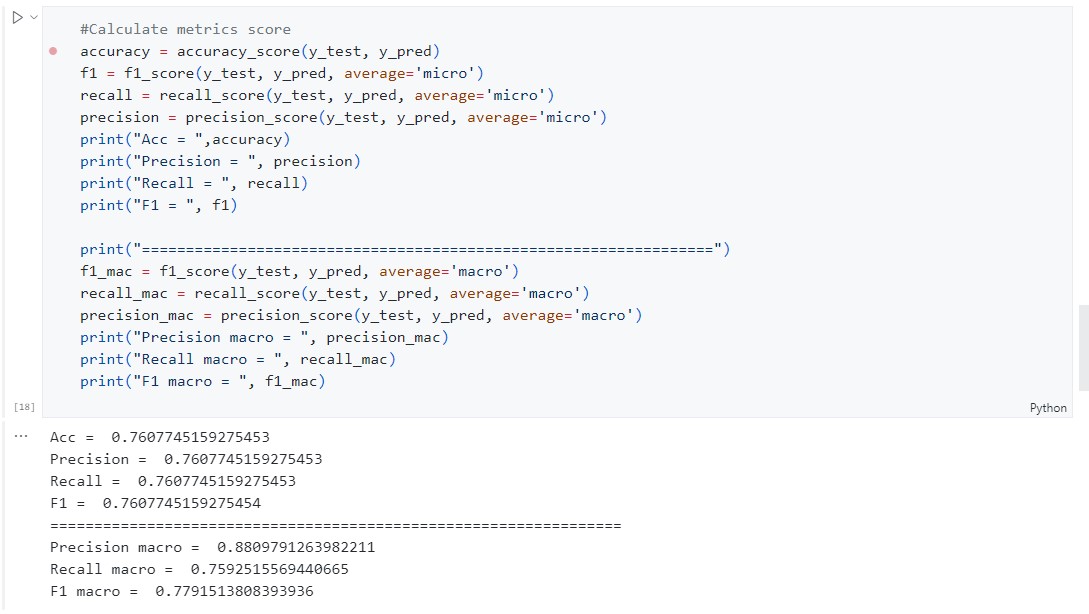 #Calculate metrics score
accuracy = accuracy_score(y_test, y_pred)
f1 = f1_score(y_test, y_pred, average='micro')
recall = recall_score(y_test, y_pred, average='micro')
precision = precision_score(y_test, y_pred, average='micro')
print("Acc = ",accuracy)
print("Precision = ", precision)
print("Recall = ", recall)
print("F1 = ", f1)
print("=================================================================")
f1_mac = f1_score(y_test, y_pred, average='macro')
recall_mac = recall_score(y_test, y_pred, average='macro')
precision_mac = precision_score(y_test, y_pred, average='macro')
print("Precision macro = ", precision_mac)
print("Recall macro = ", recall_mac)
print("F1 macro = ", f1_mac)
[18]
Python
... Acc =  0.7607745159275453
Precision =  0.7607745159275453
Recall =  0.7607745159275453
F1 =  0.7607745159275454
=================================================================
Precision macro =  0.8809791263982211
Recall macro =  0.7592515569440665
F1 macro =  0.7791513808393936